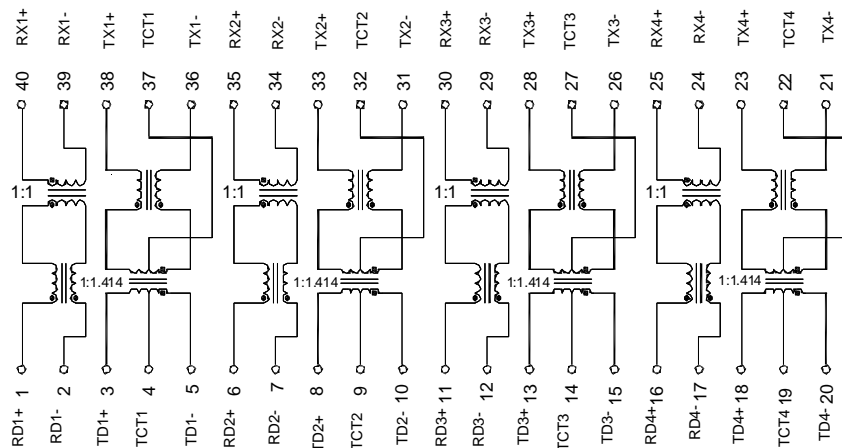 RX1+ RX1- TX1+ TCT1 TX1- RX2+ RX2- TX2+ TCT2 TX2- RX3+ RX3- TX3+ TCT3 TX3- RX4+ RX4- TX4+ TCT4 TX4-
40 39 38 37 36 35 34 33 32 31 30 29 28 27 26 25 24 23 22 21
1:1 1:1 1:1 1:1
1:1.414 1:1.414 1:1.414 1:1.414
1 2 3 4 5 6 7 8 9 10 11 12 13 14 15 16 17 18 19 20
RD1+ RD1- TD1+ TCT1 TD1- RD2+ RD2- TD2+ TCT2 TD2- RD3+ RD3- TD3+ TCT3 TD3- RD4+ RD4- TD4+ TCT4 TD4-